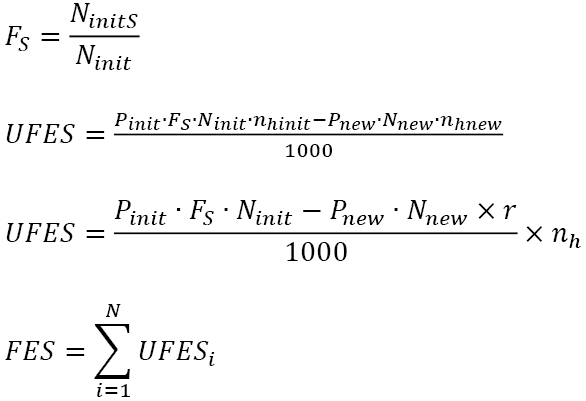 F_S = N_initS / N_init
UFES = P_init·F_S·N_init·n_hinit−P_new·N_new·n_hnew / 1000
UFES = P_init · F_S · N_init − P_new · N_new × r / 1000 × n_h
FES = ∑_{i=1}^{N} UFES_i